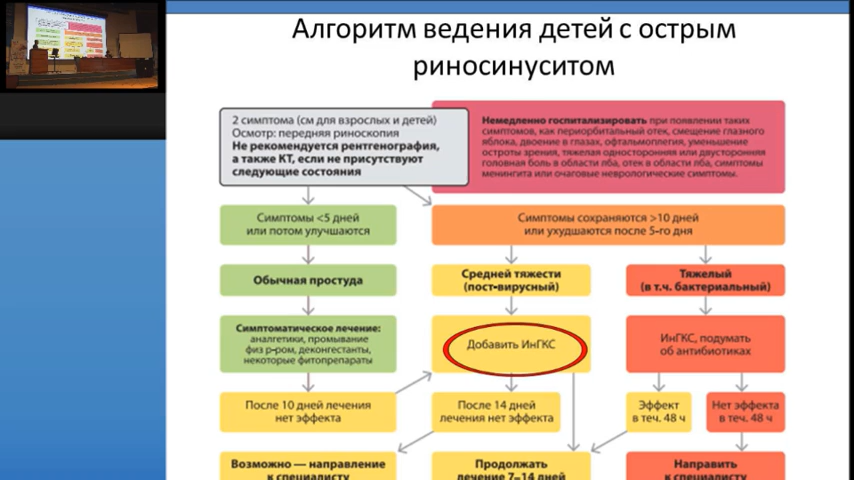 Алгоритм ведения детей с острым
риносинуситом
2 симптома (см для взрослых и детей)
Осмотр: передняя риноскопия
Не рекомендуется рентгенография,
а также КТ, если не присутствуют
следующие состояния
Немедленно госпитализировать при появлении таких
симптомов, как периорбитальный отек, смещение глазного
яблока, двоение в глазах, офтальмоплегия, уменьшение
остроты зрения, тяжелая односторонняя или двусторонняя
головная боль в области лба, отек в области лба, симптомы
менингита или очаговые неврологические симптомы.
Симптомы <5 дней
или потом улучшаются
Симптомы сохраняются >10 дней
или ухудшаются после 5-го дня
Обычная простуда
Средней тяжести
(пост-вирусный)
Тяжелый
(в т.ч. бактериальный)
Симптоматическое лечение:
аналгетики, промывание
физ р-ром, деконгестанты,
некоторые фитопрепараты
Добавить ИнГКС
ИнГКС, подумать
об антибиотиках
После 10 дней лечения
нет эффекта
После 14 дней
лечения нет эффекта
Эффект
в теч. 48 ч
Нет эффекта
в теч. 48 ч
Возможно — направление
к специалисту
Продолжать
лечение 7–14 дней
Направить
к специалисту